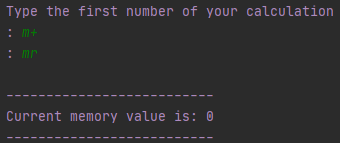 Type the first number of your calculation
: m+
: mr
--------------------------
Current memory value is: 0
--------------------------